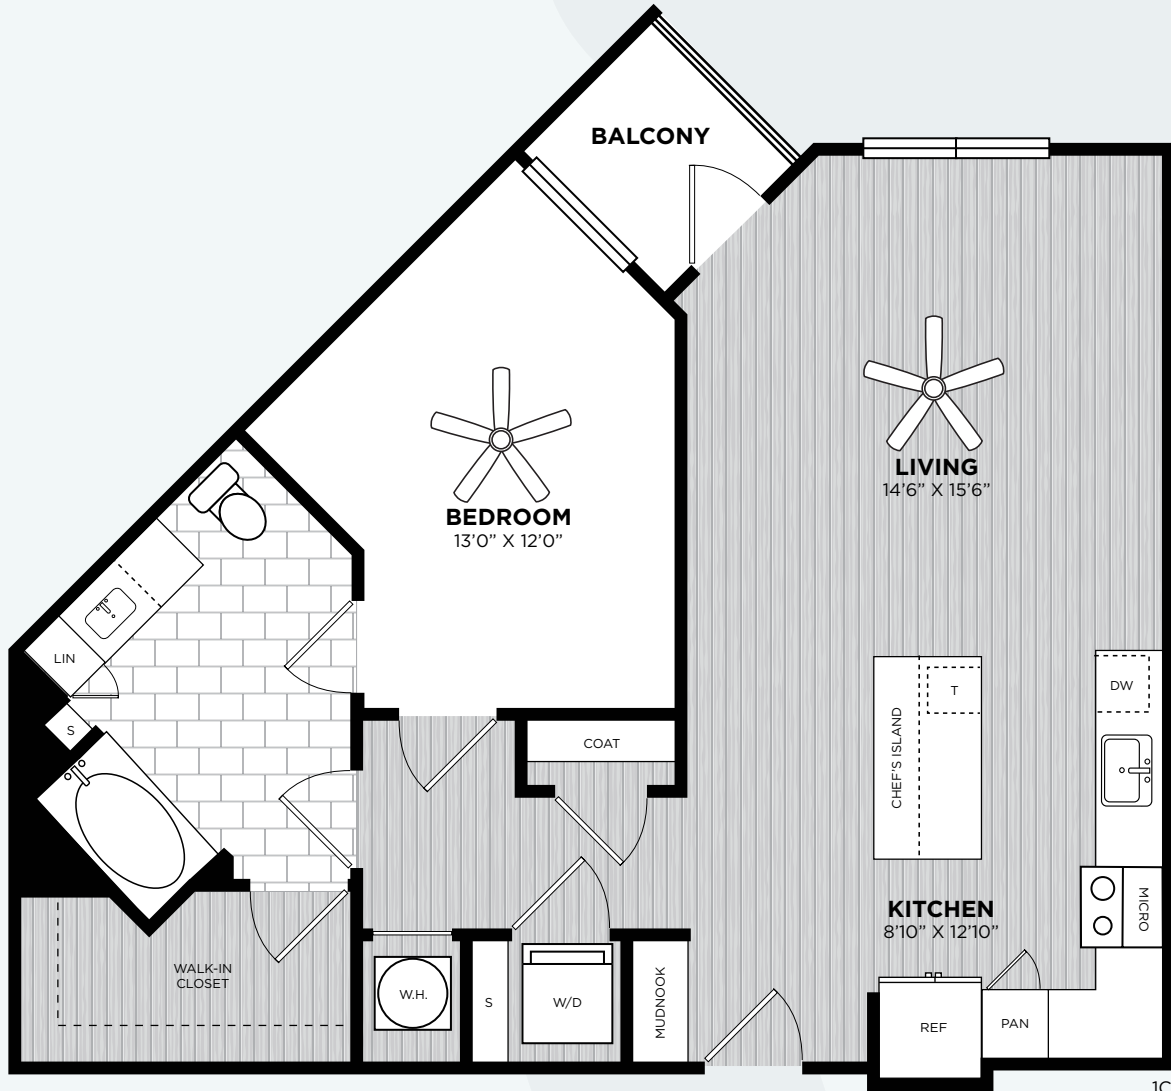 BALCONY
LIVING
14'6" X 15'6"
BEDROOM
13'0" X 12'0"
LIN
S
T
DW
CHEF'S ISLAND
COAT
MICRO
KITCHEN
8'10" X 12'10"
WALK-IN
CLOSET
W.H.
S
W/D
MUDNOOK
REF
PAN
1C